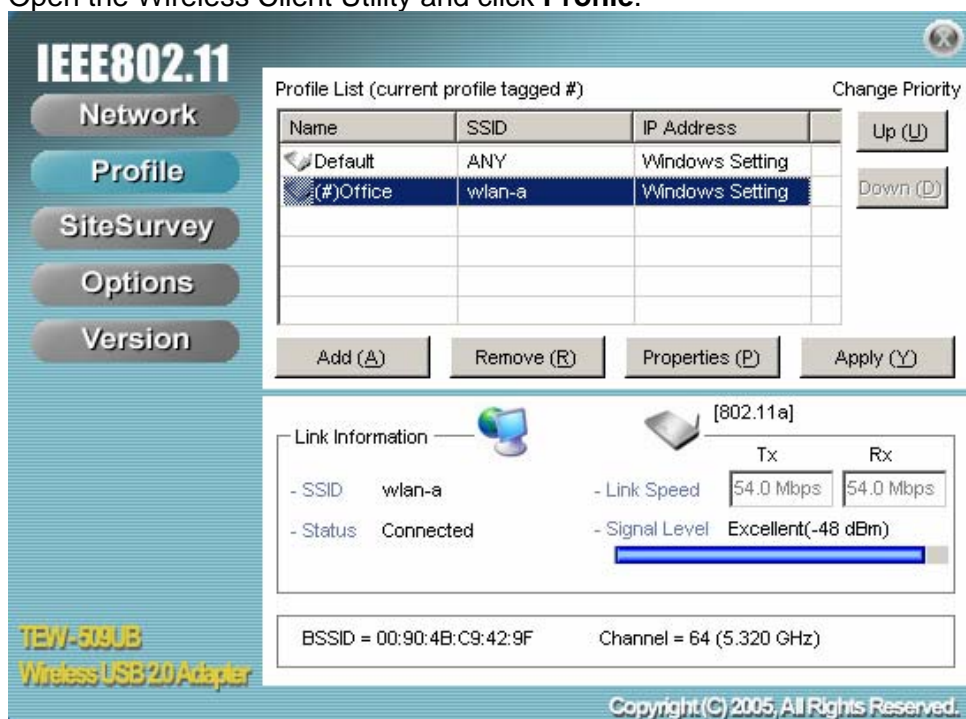 Open the Wireless Client Utility and click Profile.
IEEE802.11
Network
Profile
SiteSurvey
Options
Version
Profile List (current profile tagged #)
Change Priority
Name SSID IP Address
Default ANY Windows Setting
(#)Office wlan-a Windows Setting
Up (U)
Down (D)
Add (A) Remove (R) Properties (P) Apply (Y)
Link Information
[802.11a]
Tx Rx
- SSID wlan-a
- Link Speed 54.0 Mbps 54.0 Mbps
- Status Connected
- Signal Level Excellent(-48 dBm)
BSSID = 00:90:4B:C9:42:9F Channel = 64 (5.320 GHz)
TEW-509UB
Wireless USB 2.0 Adapter
Copyright (C) 2005, All Rights Reserved.